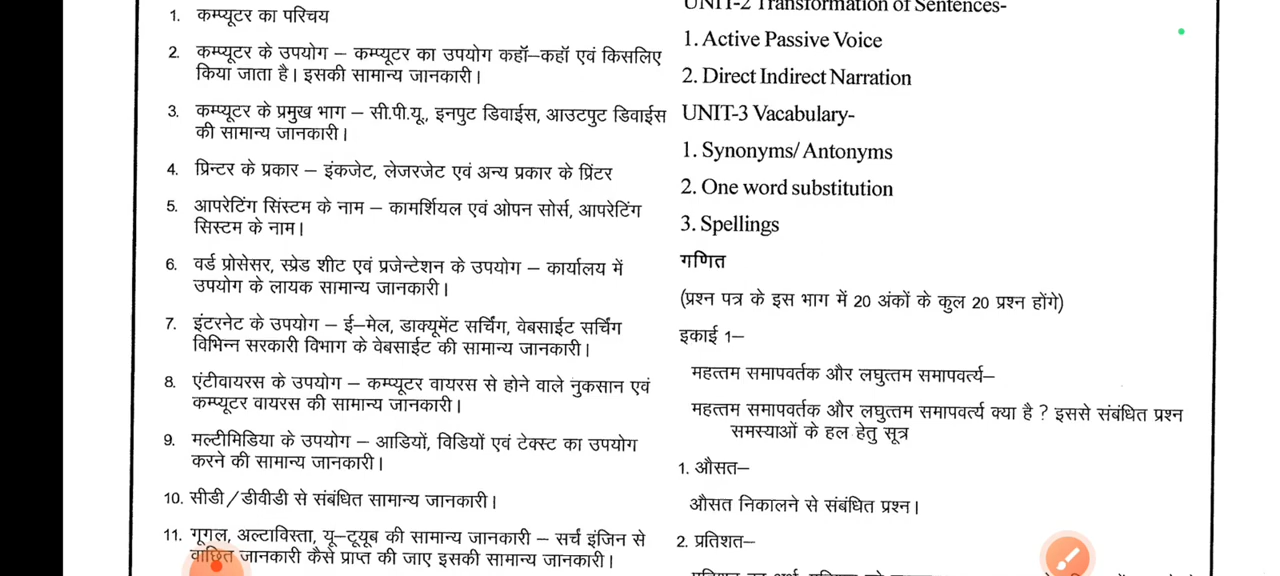 1. कम्प्यूटर का परिचय
2. कम्प्यूटर के उपयोग – कम्प्यूटर का उपयोग कहॉ–कहॉ एवं किसलिए
किया जाता है। इसकी सामान्य जानकारी।
3. कम्प्यूटर के प्रमुख भाग – सी.पी.यू., इनपुट डिवाईस, आउटपुट डिवाईस
की सामान्य जानकारी।
4. प्रिन्टर के प्रकार – इंकजेट, लेजरजेट एवं अन्य प्रकार के प्रिंटर
5. आपरेटिंग सिंस्टम के नाम – कामर्शियल एवं ओपन सोर्स, आपरेटिंग
सिस्टम के नाम।
6. वर्ड प्रोसेसर, स्प्रेड शीट एवं प्रजेन्टेशन के उपयोग – कार्यालय में
उपयोग के लायक सामान्य जानकारी।
7. इंटरनेट के उपयोग – ई–मेल, डाक्यूमेंट सर्चिंग, वेबसाईट सर्चिंग
विभिन्न सरकारी विभाग के वेबसाईट की सामान्य जानकारी।
8. एंटीवायरस के उपयोग – कम्प्यूटर वायरस से होने वाले नुकसान एवं
कम्प्यूटर वायरस की सामान्य जानकारी।
9. मल्टीमिडिया के उपयोग – आडियों, विडियों एवं टेक्स्ट का उपयोग
करने की सामान्य जानकारी।
10. सीडी/डीवीडी से संबंधित सामान्य जानकारी।
11. गूगल, अल्टाविस्ता, यू–टूयूब की सामान्य जानकारी – सर्च इंजिन से
वांछित जानकारी कैसे प्राप्त की जाए इसकी सामान्य जानकारी।
UNIT-2 Transformation of Sentences-
1. Active Passive Voice
2. Direct Indirect Narration
UNIT-3 Vacabulary-
1. Synonyms/ Antonyms
2. One word substitution
3. Spellings
गणित
(प्रश्न पत्र के इस भाग में 20 अंकों के कुल 20 प्रश्न होंगे)
इकाई 1–
महत्तम समापवर्तक और लघुत्तम समापवर्त्य–
महत्तम समापवर्तक और लघुत्तम समापवर्त्य क्या है ? इससे संबंधित प्रश्न
समस्याओं के हल हेतु सूत्र
1. औसत–
औसत निकालने से संबंधित प्रश्न।
2. प्रतिशत–